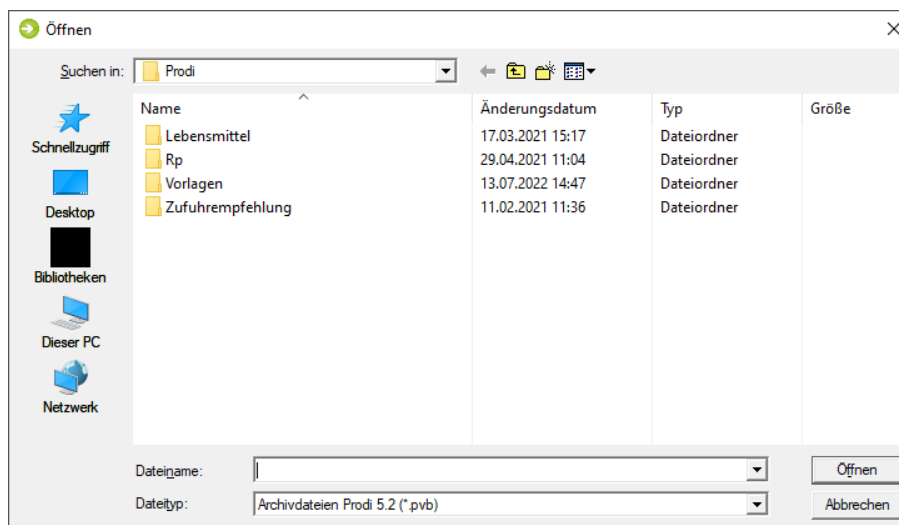 Öffnen
Suchen in: Prodi
Name Änderungsdatum Typ Größe
Lebensmittel 17.03.2021 15:17 Dateiordner
Rp 29.04.2021 11:04 Dateiordner
Vorlagen 13.07.2022 14:47 Dateiordner
Zufuhrempfehlung 11.02.2021 11:36 Dateiordner
Schnellzugriff
Desktop
Bibliotheken
Dieser PC
Netzwerk
Dateiname: Öffnen
Dateityp: Archivdateien Prodi 5.2 (*.pvb) Abbrechen